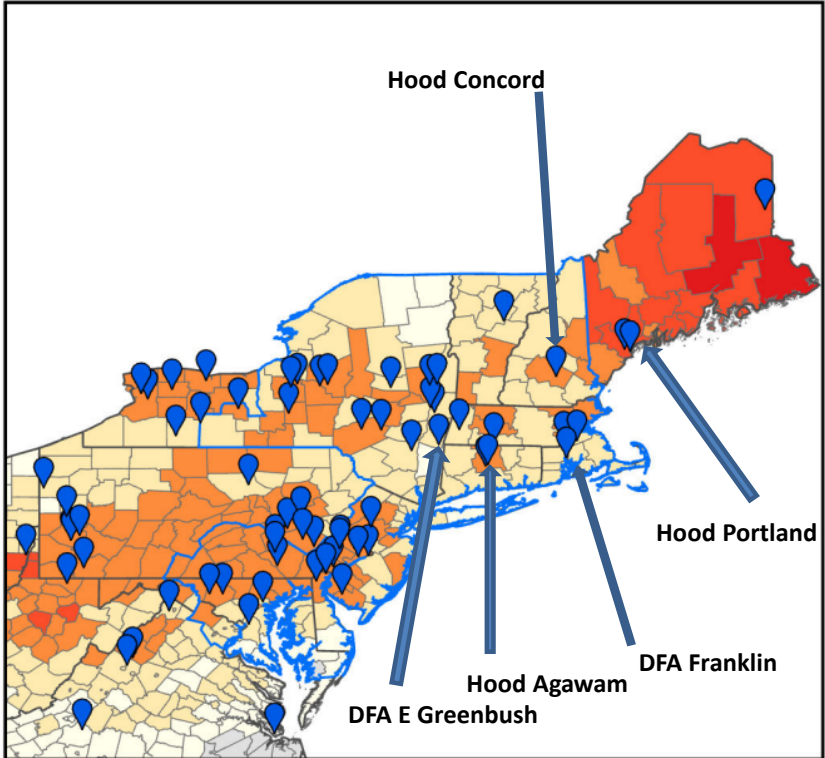 Hood Concord
Hood Portland
DFA Franklin
Hood Agawam
DFA E Greenbush